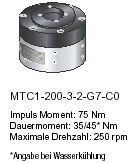 MTC1-200-3-2-G7-C0
Impuls Moment: 75 Nm
Dauermoment: 35/45* Nm
Maximale Drehzahl: 250 rpm
*Angabe bei Wasserkühlung